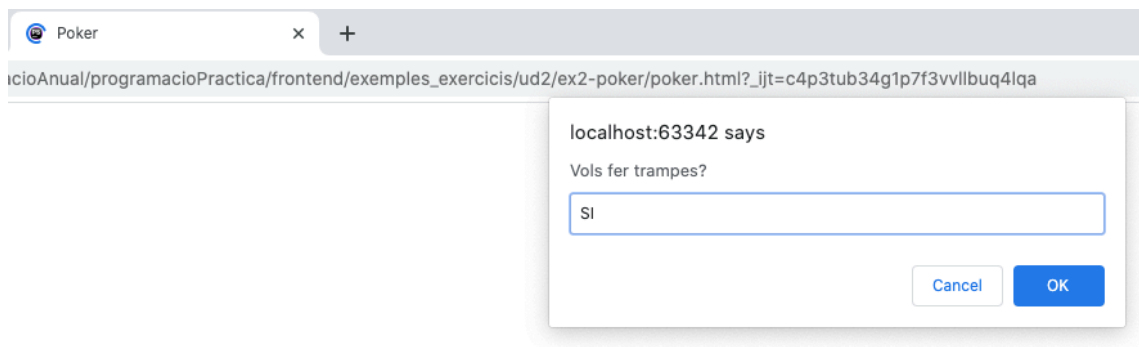 Poker
cioAnual/programacioPractica/frontend/exemples_exercicis/ud2/ex2-poker/poker.html?_ijt=c4p3tub34g1p7f3vvllbuq4lqa
localhost:63342 says
Vols fer trampes?
SI
Cancel
OK